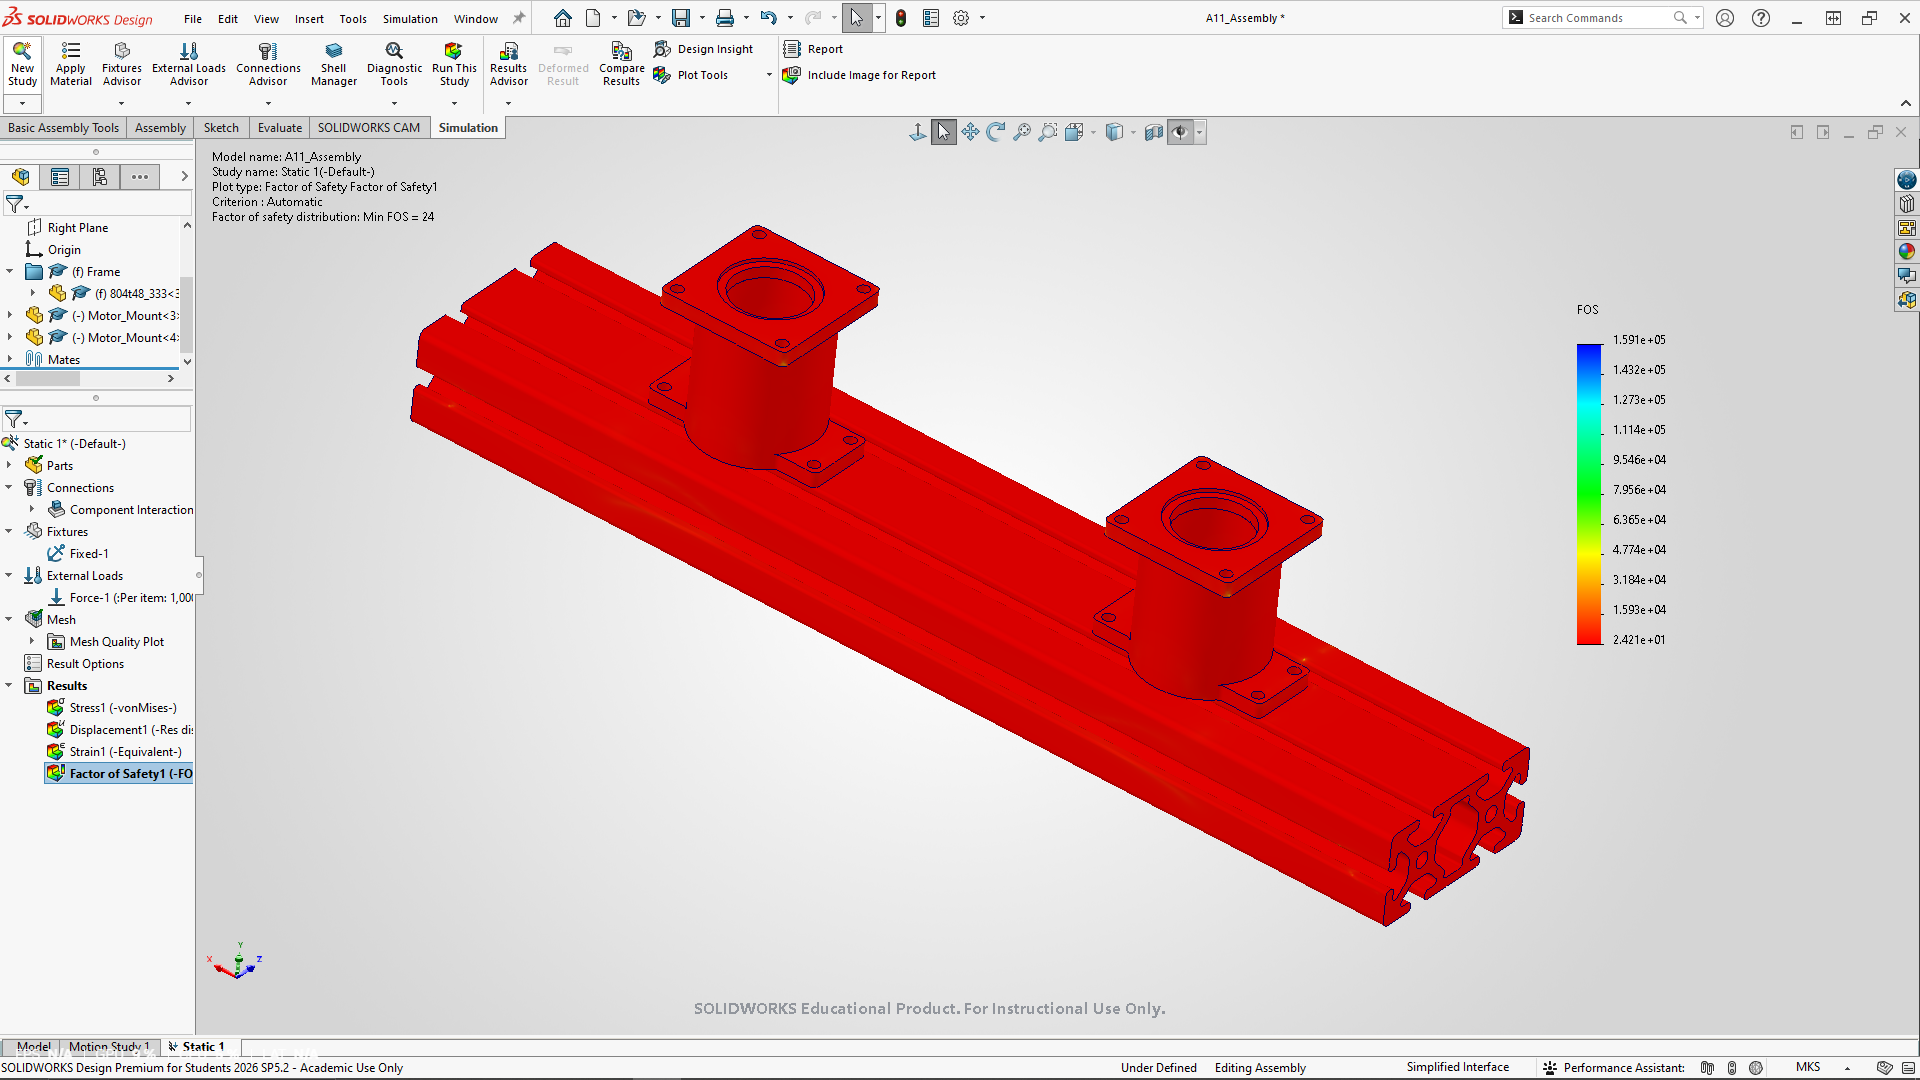 SOLIDWORKS Design
File Edit View Insert Tools Simulation Window
A11_Assembly *
Search Commands
New Study
Apply Material
Fixtures Advisor
External Loads Advisor
Connections Advisor
Shell Manager
Diagnostic Tools
Run This Study
Results Advisor
Deformed Result
Compare Results
Design Insight
Plot Tools
Report
Include Image for Report
Basic Assembly Tools Assembly Sketch Evaluate SOLIDWORKS CAM Simulation
Model name: A11_Assembly
Study name: Static 1(-Default-)
Plot type: Factor of Safety Factor of Safety1
Criterion : Automatic
Factor of safety distribution: Min FOS = 24
Right Plane
Origin
(f) Frame
(f) 804t48_333<3
(-) Motor_Mount<3>
(-) Motor_Mount<4>
Mates
Static 1* (-Default-)
Parts
Connections
Component Interaction
Fixtures
Fixed-1
External Loads
Force-1 (:Per item: 1,000
Mesh
Mesh Quality Plot
Result Options
Results
Stress1 (-vonMises-)
Displacement1 (-Res dis
Strain1 (-Equivalent-)
Factor of Safety1 (-FO
FOS
1.591e+05
1.432e+05
1.273e+05
1.114e+05
9.546e+04
7.956e+04
6.365e+04
4.774e+04
3.184e+04
1.593e+04
2.421e+01
Y
X
Z
SOLIDWORKS Educational Product. For Instructional Use Only.
Model Motion Study 1 Static 1
SOLIDWORKS Design Premium for Students 2026 SP5.2 - Academic Use Only
Under Defined Editing Assembly Simplified Interface Performance Assistant: MKS